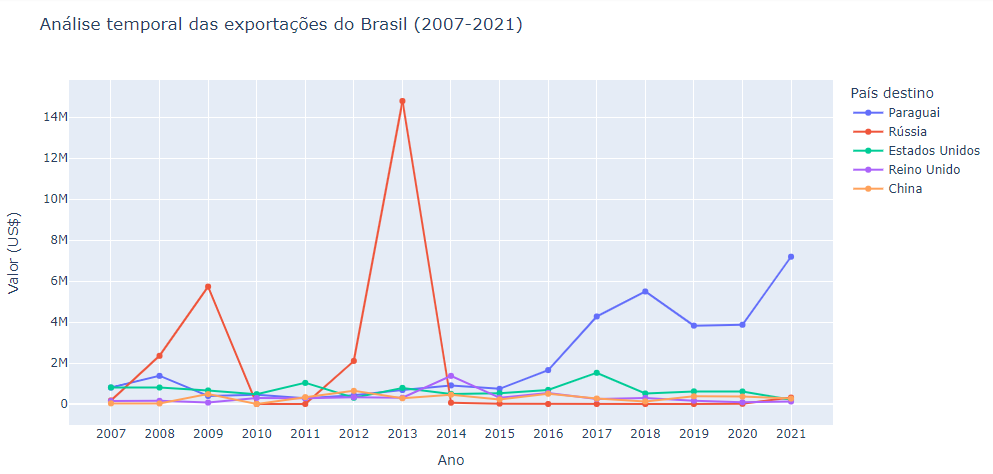 Análise temporal das exportações do Brasil (2007-2021)
País destino
Paraguai
Rússia
Estados Unidos
Reino Unido
China
Valor (US$)
14M
12M
10M
8M
6M
4M
2M
0
2007 2008 2009 2010 2011 2012 2013 2014 2015 2016 2017 2018 2019 2020 2021
Ano